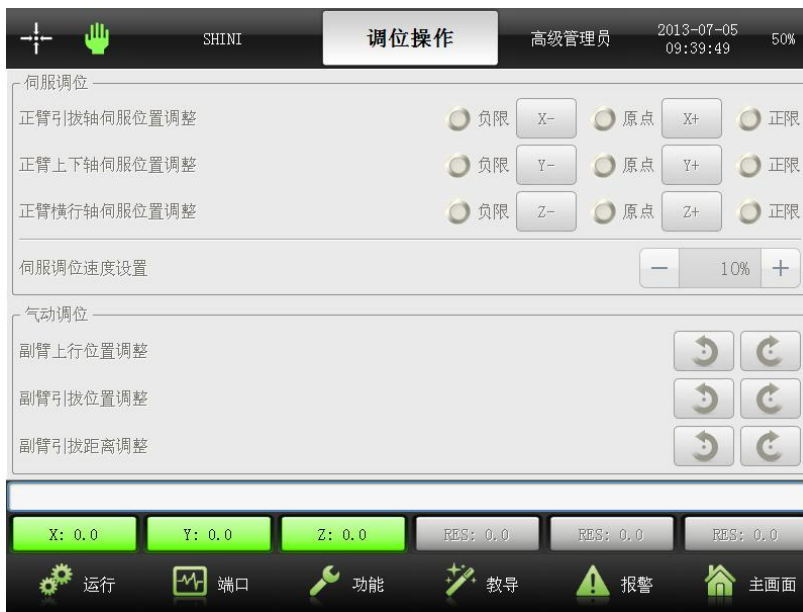 SHINI 调位操作 高级管理员 2013-07-05 09:39:49 50%
伺服调位
正臂引拔轴伺服位置调整 负限 X- 原点 X+ 正限
正臂上下轴伺服位置调整 负限 Y- 原点 Y+ 正限
正臂横行轴伺服位置调整 负限 Z- 原点 Z+ 正限
伺服调位速度设置 − 10% +
气动调位
副臂上行位置调整
副臂引拔位置调整
副臂引拔距离调整
X: 0.0 Y: 0.0 Z: 0.0 RES: 0.0 RES: 0.0 RES: 0.0
运行 端口 功能 教导 报警 主画面